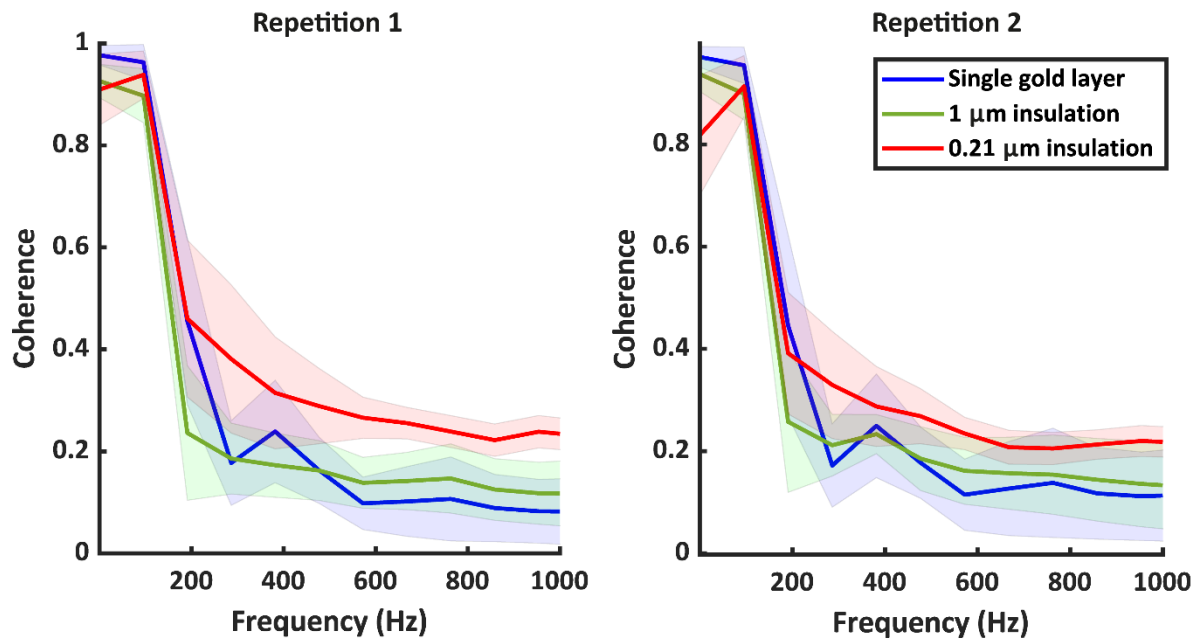 Repetition 1
Coherence
1
0.8
0.6
0.4
0.2
0
200 400 600 800 1000
Frequency (Hz)
Repetition 2
Single gold layer
1 μm insulation
0.21 μm insulation
Coherence
0.8
0.6
0.4
0.2
0
200 400 600 800 1000
Frequency (Hz)